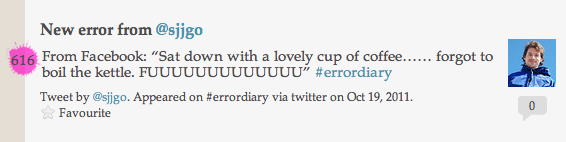 New error from @sjjgo
616
From Facebook: “Sat down with a lovely cup of coffee…… forgot to
boil the kettle. FUUUUUUUUUUUUU” #errordiary
Tweet by @sjjgo. Appeared on #errordiary via twitter on Oct 19, 2011.
Favourite
0